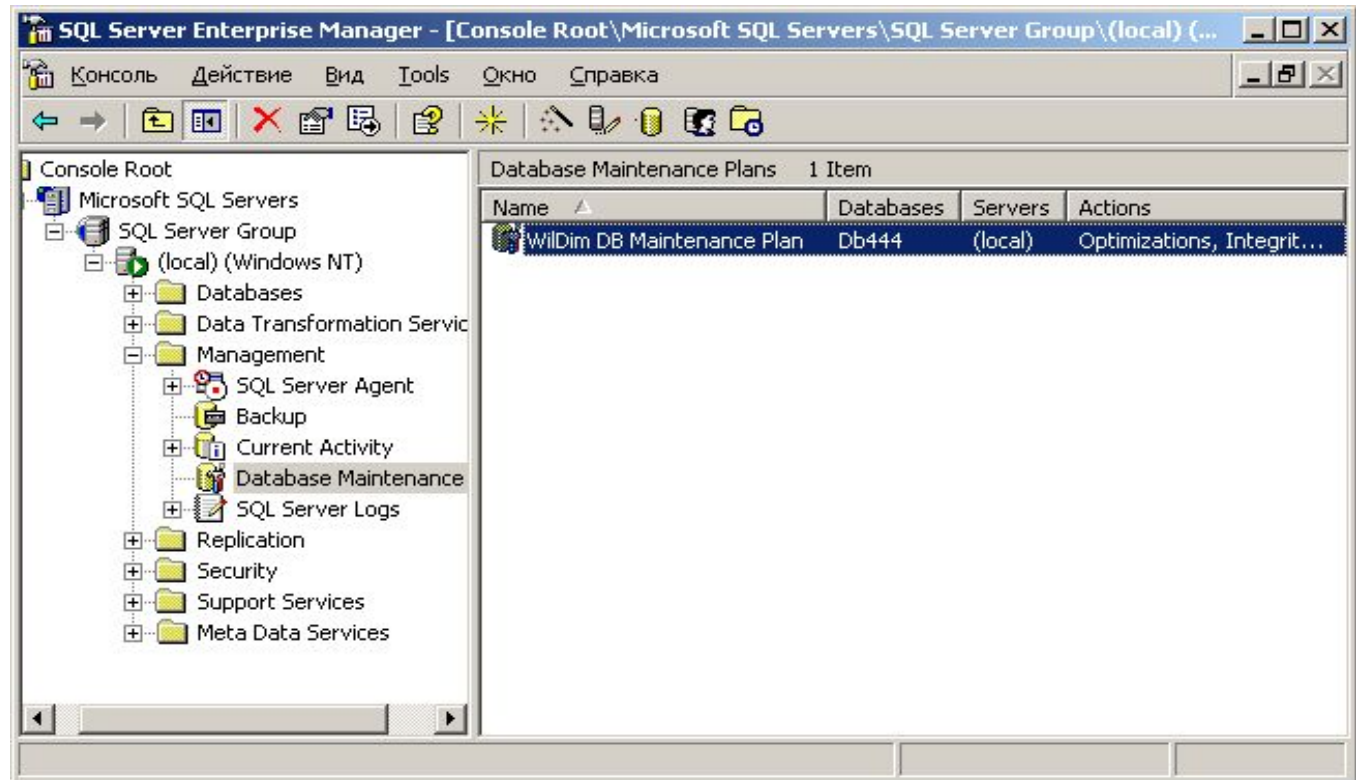 SQL Server Enterprise Manager - [Console Root\Microsoft SQL Servers\SQL Server Group\(local) (...
Консоль Действие Вид Tools Окно Справка
Console Root
Microsoft SQL Servers
SQL Server Group
(local) (Windows NT)
Databases
Data Transformation Servic
Management
SQL Server Agent
Backup
Current Activity
Database Maintenance
SQL Server Logs
Replication
Security
Support Services
Meta Data Services
Database Maintenance Plans 1 Item
Name Databases Servers Actions
WilDim DB Maintenance Plan Db444 (local) Optimizations, Integrit...